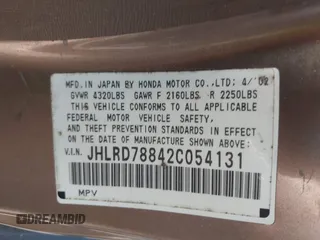 MFD. IN JAPAN BY HONDA MOTOR CO.,LTD. 4/'02
GVWR 4320LBS GAWR F 2160LBS R 2250LBS
THIS VEHICLE CONFORMS TO ALL APPLICABLE
FEDERAL MOTOR VEHICLE SAFETY,
AND THEFT PREVENTION STANDARDS IN EFFECT
ON THE DATE OF MANUFACTURE SHOWN ABOVE.
V.I.N. JHLRD78842C054131
MPV
DREAMBID